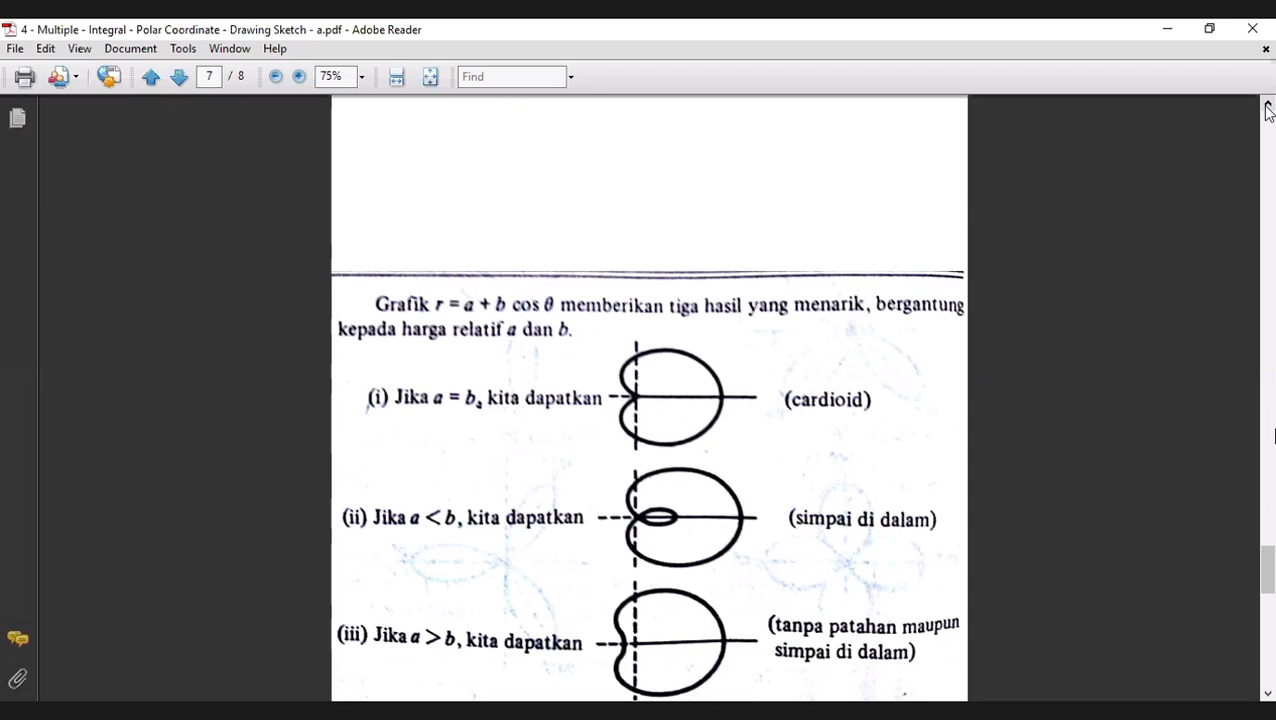 4 - Multiple - Integral - Polar Coordinate - Drawing Sketch - a.pdf - Adobe Reader
File Edit View Document Tools Window Help
7 / 8 75% Find
Grafik r = a + b cos θ memberikan tiga hasil yang menarik, bergantung
kepada harga relatif a dan b.
(i) Jika a = b, kita dapatkan (cardioid)
(ii) Jika a < b, kita dapatkan (simpai di dalam)
(iii) Jika a > b, kita dapatkan (tanpa patahan maupun
simpai di dalam)